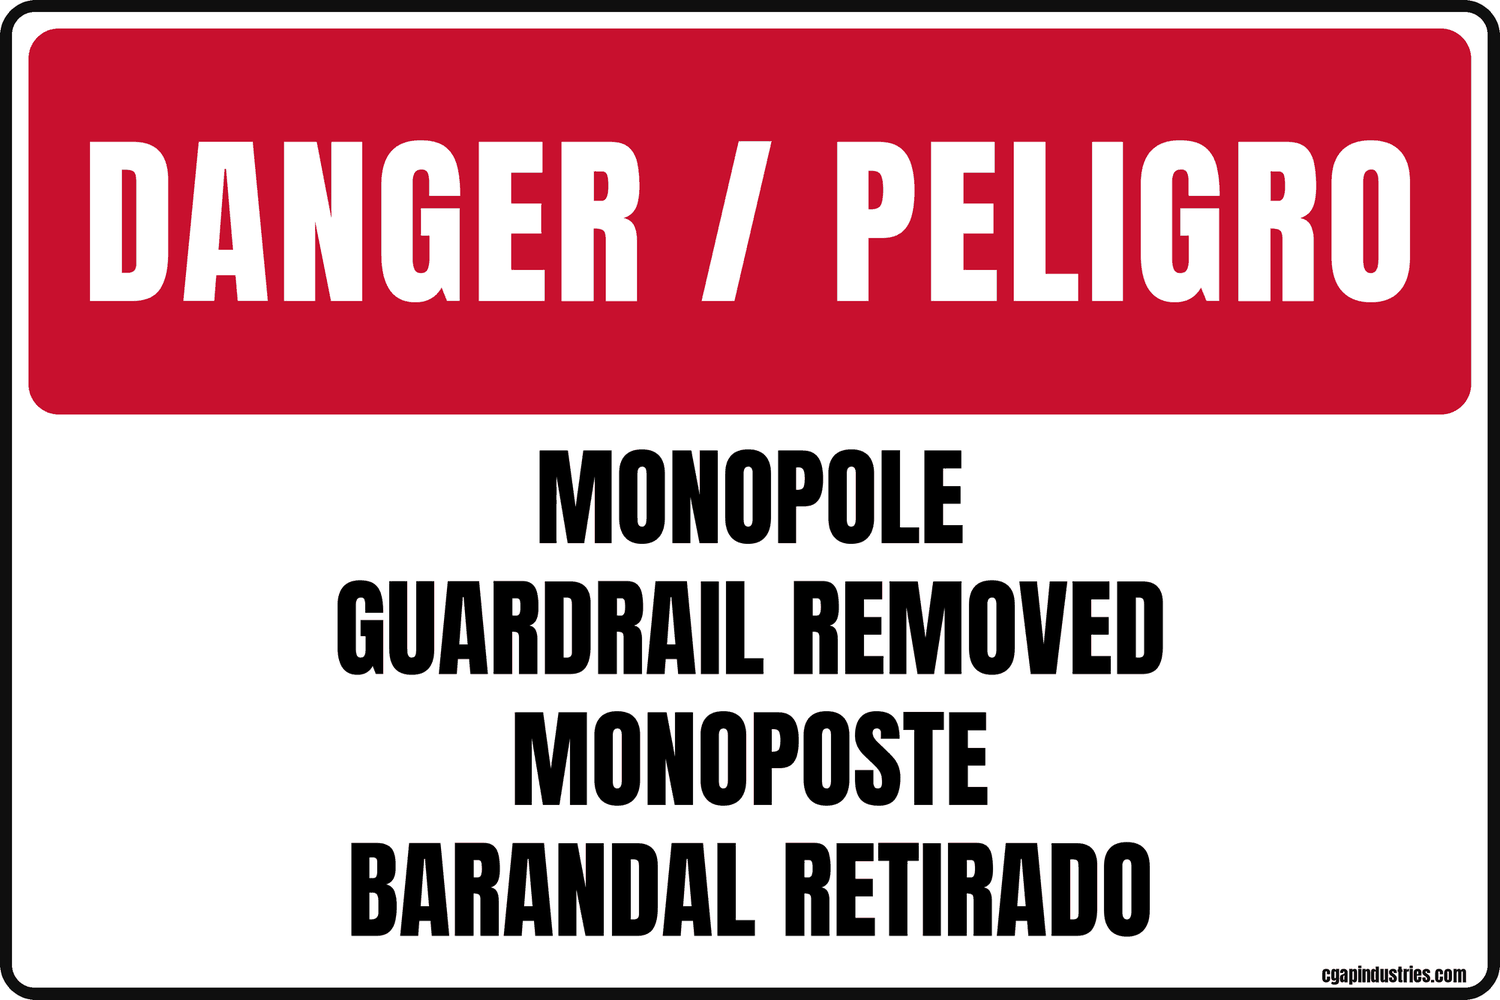 DANGER / PELIGRO
MONOPOLE
GUARDRAIL REMOVED
MONOPOSTE
BARANDAL RETIRADO
cgapindustries.com